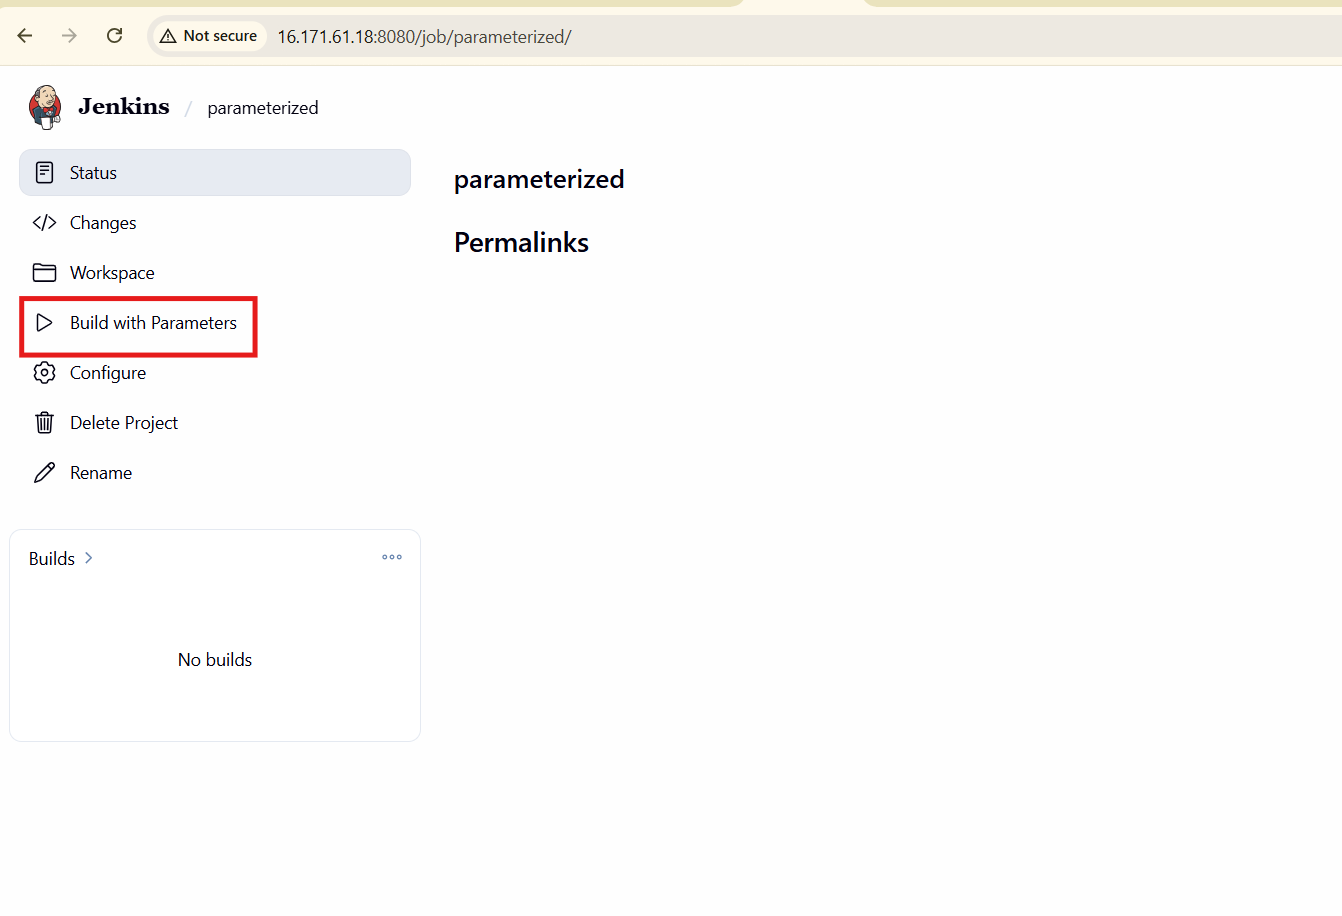 Not secure 16.171.61.18:8080/job/parameterized/
Jenkins / parameterized
Status
Changes
Workspace
Build with Parameters
Configure
Delete Project
Rename
Builds
No builds
parameterized
Permalinks